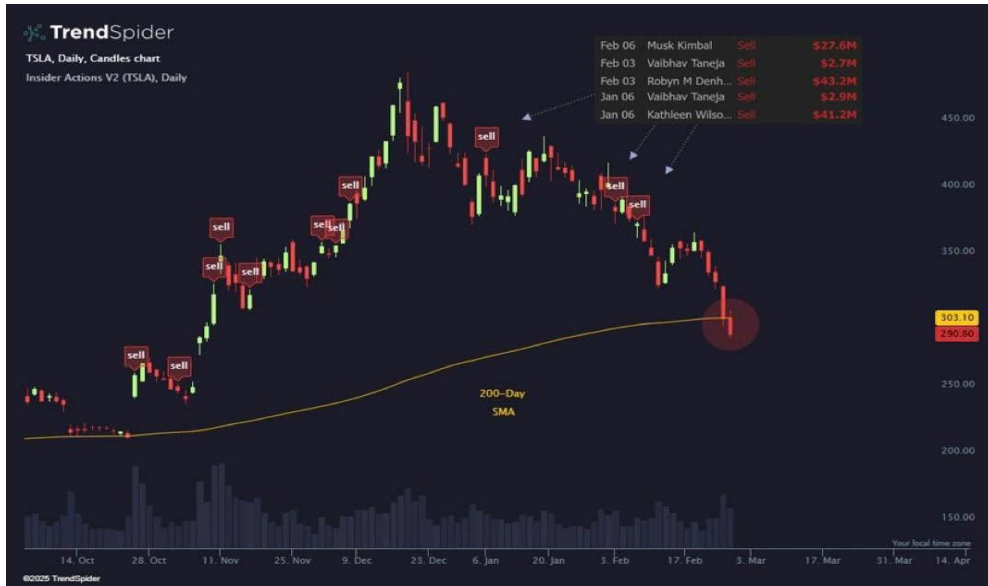 TrendSpider
TSLA, Daily, Candles chart
Insider Actions V2 (TSLA), Daily
Feb 06 Musk Kimbal Sell $27.6M
Feb 03 Vaibhav Taneja Sell $2.7M
Feb 03 Robyn M Denh... Sell $43.2M
Jan 06 Vaibhav Taneja Sell $2.9M
Jan 06 Kathleen Wilso... Sell $41.2M
450.00
sell
400.00
sell
sell
sell
sell
sell
sell
350.00
sell
sell
303.10
290.80
sell
sell
250.00
200-Day
SMA
200.00
150.00
Your local time zone
14. Oct 28. Oct 11. Nov 25. Nov 9. Dec 23. Dec 6. Jan 20. Jan 3. Feb 17. Feb 3. Mar 17. Mar 31. Mar 14. Apr
©2025 TrendSpider